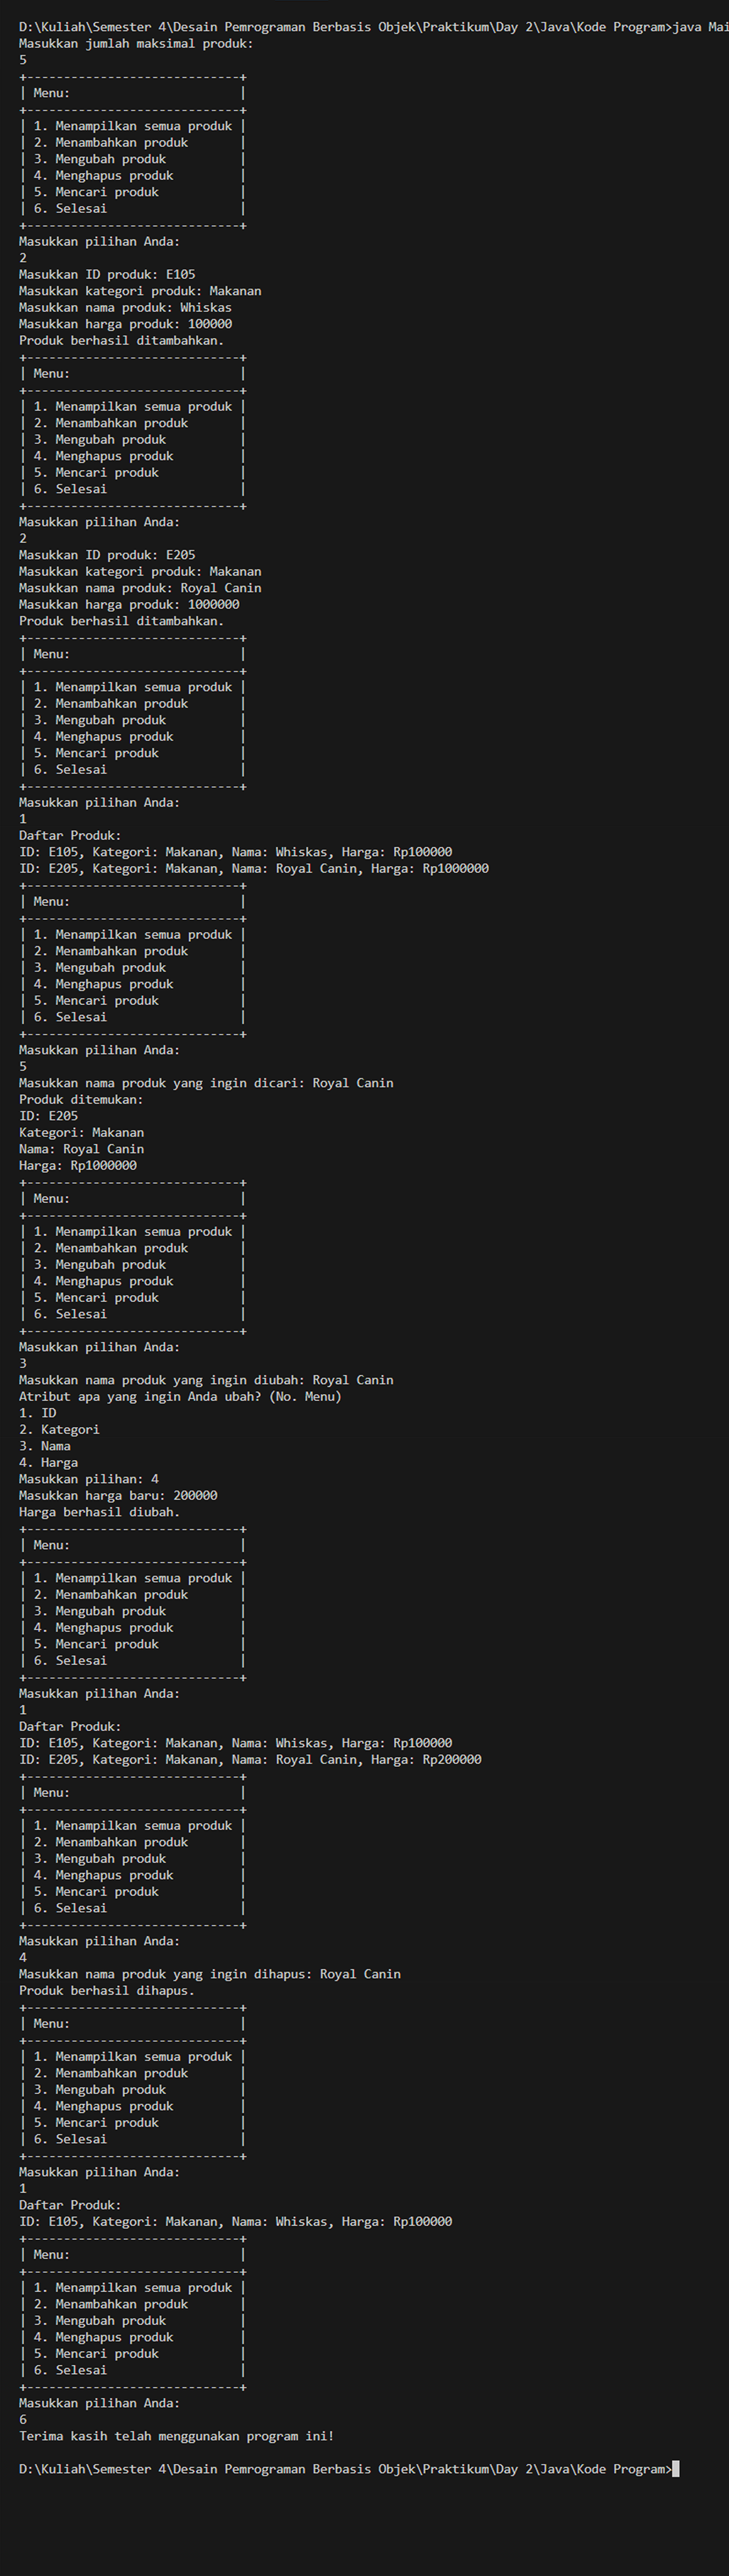 D:\Kuliah\Semester 4\Desain Pemrograman Berbasis Objek\Praktikum\Day 2\Java\Kode Program>java Mai
Masukkan jumlah maksimal produk:
5
+-----------------------------+
| Menu:                       |
+-----------------------------+
| 1. Menampilkan semua produk |
| 2. Menambahkan produk       |
| 3. Mengubah produk          |
| 4. Menghapus produk         |
| 5. Mencari produk           |
| 6. Selesai                  |
+-----------------------------+
Masukkan pilihan Anda:
2
Masukkan ID produk: E105
Masukkan kategori produk: Makanan
Masukkan nama produk: Whiskas
Masukkan harga produk: 100000
Produk berhasil ditambahkan.
+-----------------------------+
| Menu:                       |
+-----------------------------+
| 1. Menampilkan semua produk |
| 2. Menambahkan produk       |
| 3. Mengubah produk          |
| 4. Menghapus produk         |
| 5. Mencari produk           |
| 6. Selesai                  |
+-----------------------------+
Masukkan pilihan Anda:
2
Masukkan ID produk: E205
Masukkan kategori produk: Makanan
Masukkan nama produk: Royal Canin
Masukkan harga produk: 1000000
Produk berhasil ditambahkan.
+-----------------------------+
| Menu:                       |
+-----------------------------+
| 1. Menampilkan semua produk |
| 2. Menambahkan produk       |
| 3. Mengubah produk          |
| 4. Menghapus produk         |
| 5. Mencari produk           |
| 6. Selesai                  |
+-----------------------------+
Masukkan pilihan Anda:
1
Daftar Produk:
ID: E105, Kategori: Makanan, Nama: Whiskas, Harga: Rp100000
ID: E205, Kategori: Makanan, Nama: Royal Canin, Harga: Rp1000000
+-----------------------------+
| Menu:                       |
+-----------------------------+
| 1. Menampilkan semua produk |
| 2. Menambahkan produk       |
| 3. Mengubah produk          |
| 4. Menghapus produk         |
| 5. Mencari produk           |
| 6. Selesai                  |
+-----------------------------+
Masukkan pilihan Anda:
5
Masukkan nama produk yang ingin dicari: Royal Canin
Produk ditemukan:
ID: E205
Kategori: Makanan
Nama: Royal Canin
Harga: Rp1000000
+-----------------------------+
| Menu:                       |
+-----------------------------+
| 1. Menampilkan semua produk |
| 2. Menambahkan produk       |
| 3. Mengubah produk          |
| 4. Menghapus produk         |
| 5. Mencari produk           |
| 6. Selesai                  |
+-----------------------------+
Masukkan pilihan Anda:
3
Masukkan nama produk yang ingin diubah: Royal Canin
Atribut apa yang ingin Anda ubah? (No. Menu)
1. ID
2. Kategori
3. Nama
4. Harga
Masukkan pilihan: 4
Masukkan harga baru: 200000
Harga berhasil diubah.
+-----------------------------+
| Menu:                       |
+-----------------------------+
| 1. Menampilkan semua produk |
| 2. Menambahkan produk       |
| 3. Mengubah produk          |
| 4. Menghapus produk         |
| 5. Mencari produk           |
| 6. Selesai                  |
+-----------------------------+
Masukkan pilihan Anda:
1
Daftar Produk:
ID: E105, Kategori: Makanan, Nama: Whiskas, Harga: Rp100000
ID: E205, Kategori: Makanan, Nama: Royal Canin, Harga: Rp200000
+-----------------------------+
| Menu:                       |
+-----------------------------+
| 1. Menampilkan semua produk |
| 2. Menambahkan produk       |
| 3. Mengubah produk          |
| 4. Menghapus produk         |
| 5. Mencari produk           |
| 6. Selesai                  |
+-----------------------------+
Masukkan pilihan Anda:
4
Masukkan nama produk yang ingin dihapus: Royal Canin
Produk berhasil dihapus.
+-----------------------------+
| Menu:                       |
+-----------------------------+
| 1. Menampilkan semua produk |
| 2. Menambahkan produk       |
| 3. Mengubah produk          |
| 4. Menghapus produk         |
| 5. Mencari produk           |
| 6. Selesai                  |
+-----------------------------+
Masukkan pilihan Anda:
1
Daftar Produk:
ID: E105, Kategori: Makanan, Nama: Whiskas, Harga: Rp100000
+-----------------------------+
| Menu:                       |
+-----------------------------+
| 1. Menampilkan semua produk |
| 2. Menambahkan produk       |
| 3. Mengubah produk          |
| 4. Menghapus produk         |
| 5. Mencari produk           |
| 6. Selesai                  |
+-----------------------------+
Masukkan pilihan Anda:
6
Terima kasih telah menggunakan program ini!
D:\Kuliah\Semester 4\Desain Pemrograman Berbasis Objek\Praktikum\Day 2\Java\Kode Program>